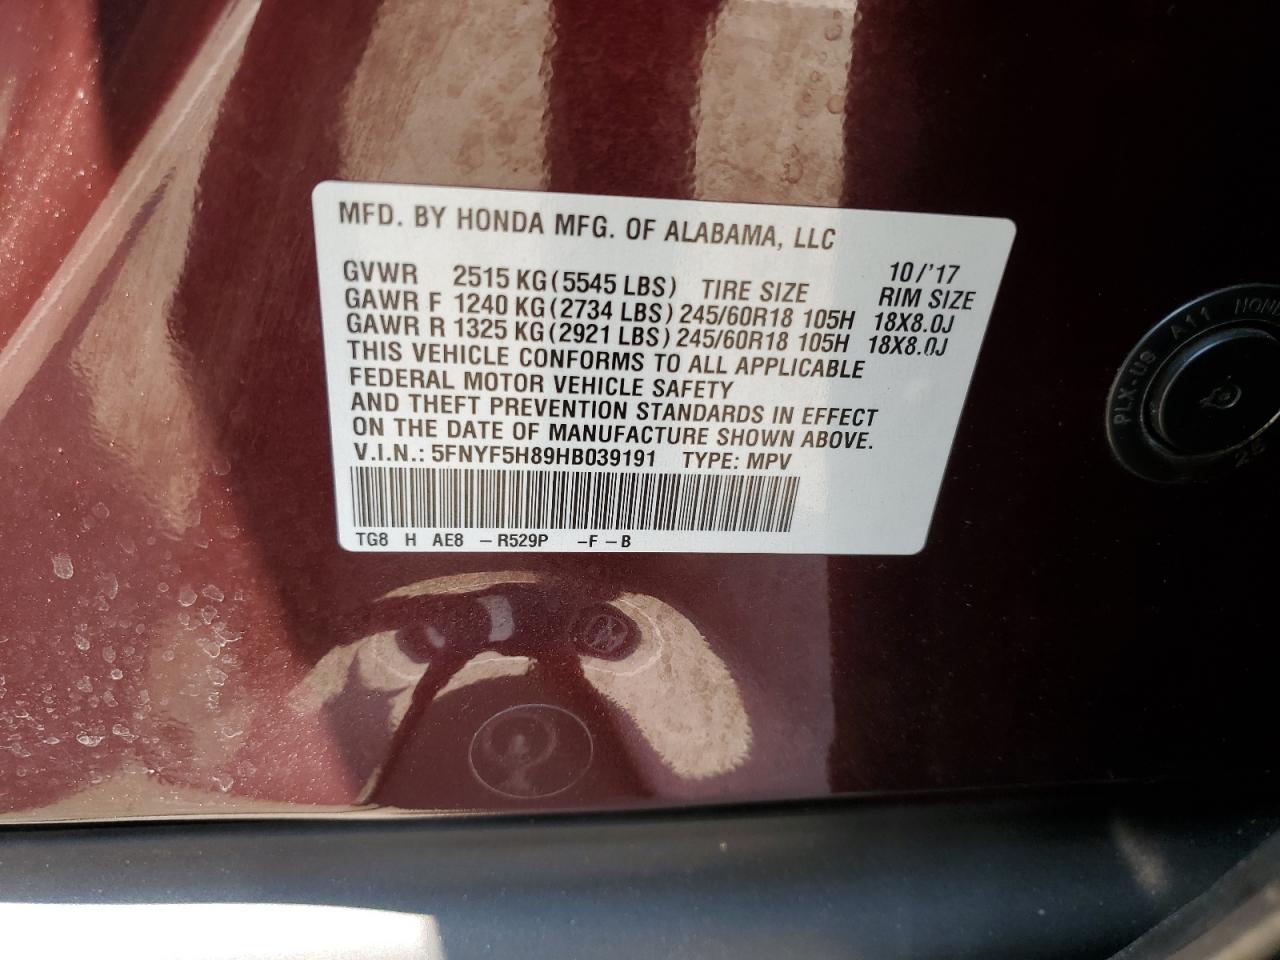 MFD. BY HONDA MFG. OF ALABAMA, LLC
10/'17
GVWR 2515 KG (5545 LBS) TIRE SIZE RIM SIZE
GAWR F 1240 KG (2734 LBS) 245/60R18 105H 18X8.0J
GAWR R 1325 KG (2921 LBS) 245/60R18 105H 18X8.0J
THIS VEHICLE CONFORMS TO ALL APPLICABLE
FEDERAL MOTOR VEHICLE SAFETY
AND THEFT PREVENTION STANDARDS IN EFFECT
ON THE DATE OF MANUFACTURE SHOWN ABOVE.
V.I.N.: 5FNYF5H89HB039191 TYPE: MPV
TG8 H AE8 -R529P -F -B
PLX-US A11